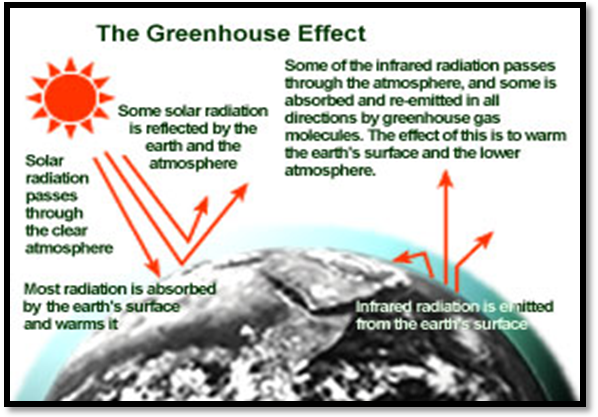 The Greenhouse Effect
Some solar radiation
is reflected by the
earth and the
atmosphere
Some of the infrared radiation passes
through the atmosphere, and some is
absorbed and re-emitted in all
directions by greenhouse gas
molecules. The effect of this is to warm
the earth's surface and the lower
atmosphere.
Solar
radiation
passes
through
the clear
atmosphere
Most radiation is absorbed
by the earth's surface
and warms it
Infrared radiation is emitted
from the earth's surface